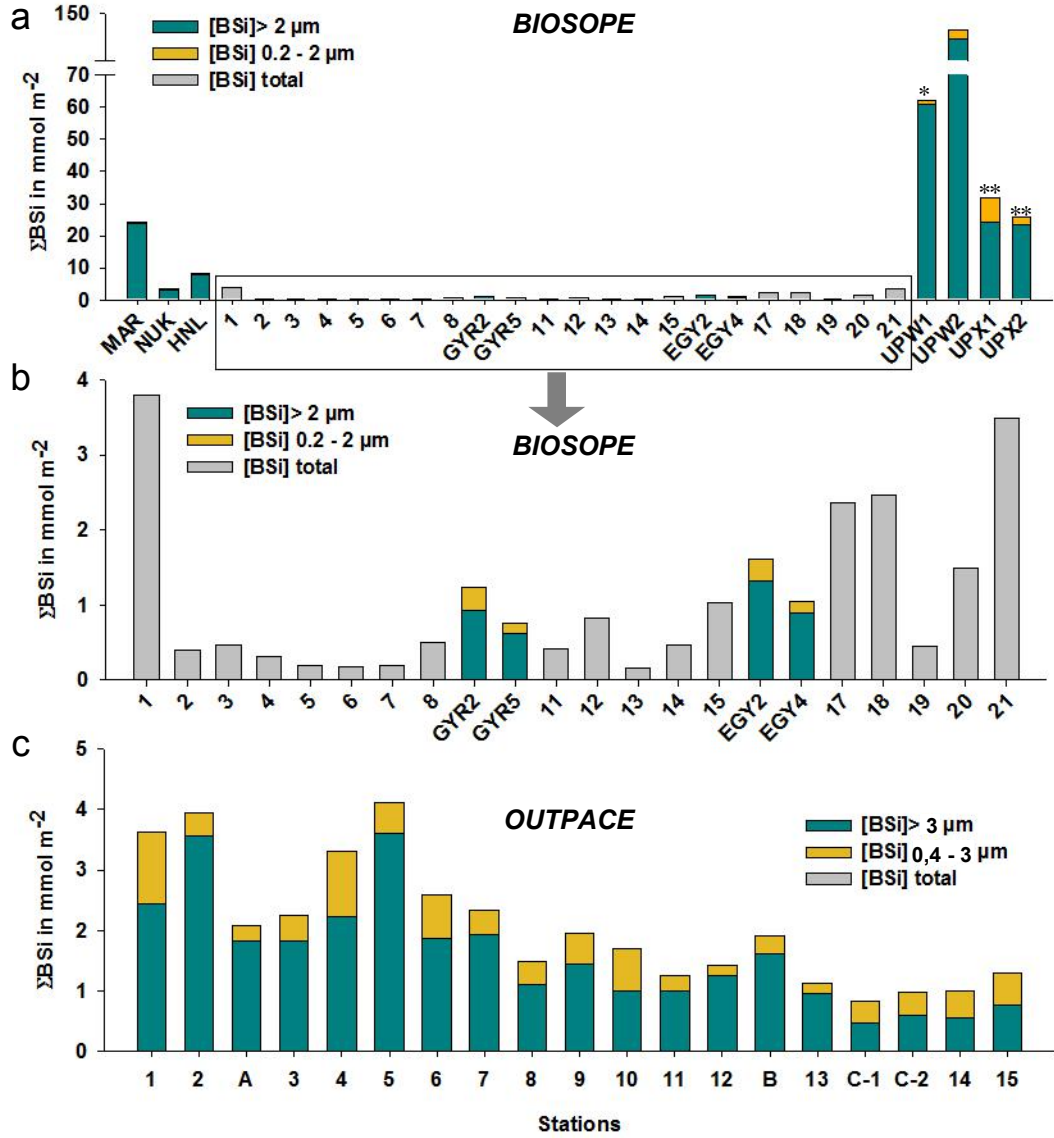 a
BIOSOPE
[BSi]> 2 µm
[BSi] 0.2 - 2 µm
[BSi] total
ΣBSi in mmol m-2
150
70
60
50
40
30
20
10
0
*
**
**
MAR
NUK
HNL
1
2
3
4
5
6
7
8
GYR2
GYR5
11
12
13
14
15
EGY2
EGY4
17
18
19
20
21
UPW1
UPW2
UPX1
UPX2
b
BIOSOPE
[BSi]> 2 µm
[BSi] 0.2 - 2 µm
[BSi] total
ΣBSi in mmol m-2
4
3
2
1
0
1
2
3
4
5
6
7
8
GYR2
GYR5
11
12
13
14
15
EGY2
EGY4
17
18
19
20
21
c
OUTPACE
[BSi]> 3 µm
[BSi] 0,4 - 3 µm
[BSi] total
ΣBSi in mmol m-2
5
4
3
2
1
0
1 2 A 3 4 5 6 7 8 9 10 11 12 B 13 C-1 C-2 14 15
Stations